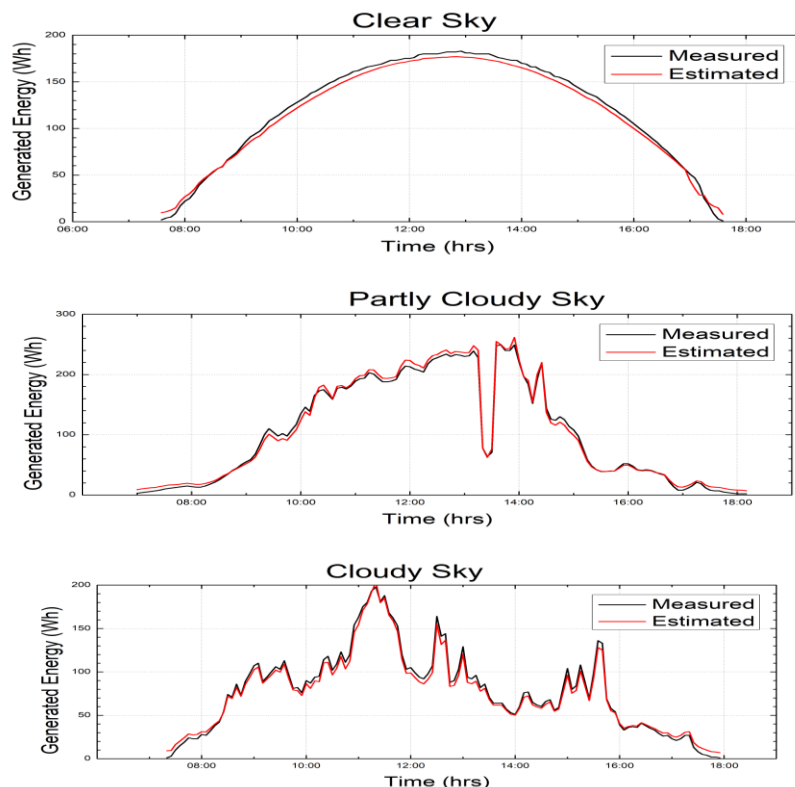 Clear Sky
Generated Energy (Wh)
200
150
100
50
0
Measured
Estimated
06:00 08:00 10:00 12:00 14:00 16:00 18:00
Time (hrs)
Partly Cloudy Sky
Generated Energy (Wh)
300
200
100
0
Measured
Estimated
08:00 10:00 12:00 14:00 16:00 18:00
Time (hrs)
Cloudy Sky
Generated Energy (Wh)
200
150
100
50
0
Measured
Estimated
08:00 10:00 12:00 14:00 16:00 18:00
Time (hrs)